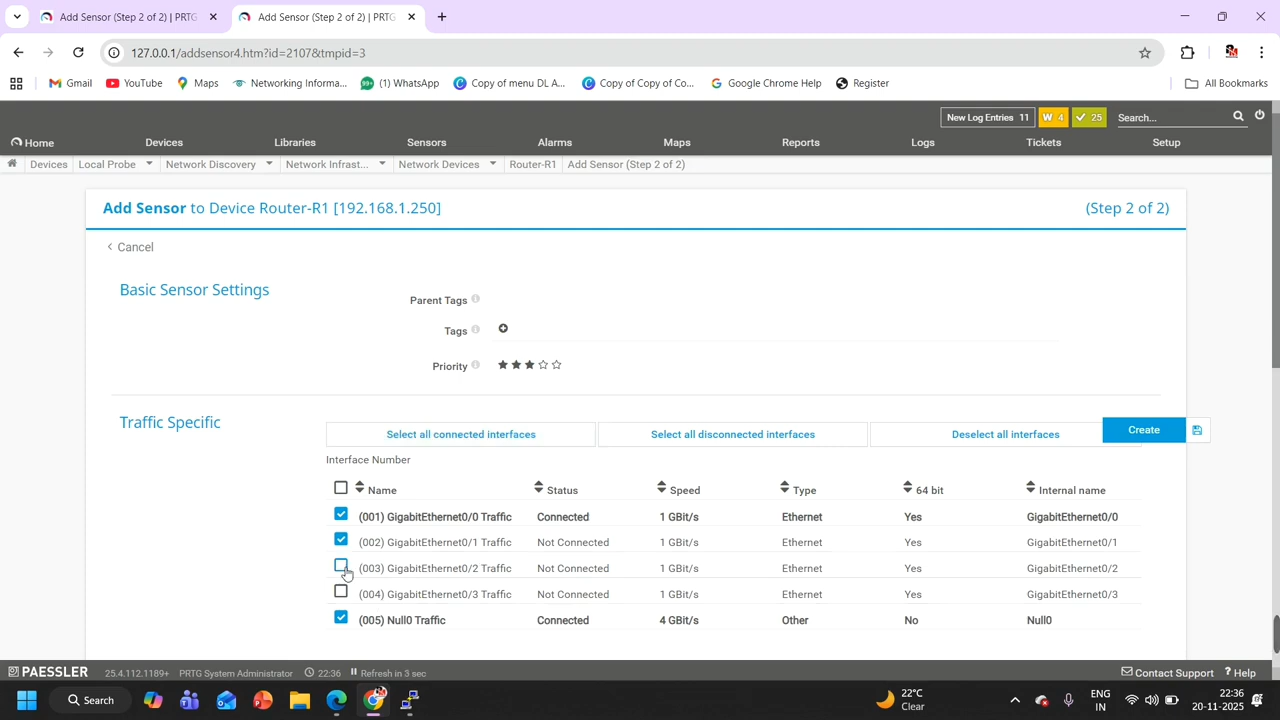 Add Sensor (Step 2 of 2) | PRTG
Add Sensor (Step 2 of 2) | PRTG
127.0.0.1/addsensor4.htm?id=2107&tmpid=3
Gmail YouTube Maps Networking Informa... 99+ (1) WhatsApp Copy of menu DL A... Copy of Copy of Co... Google Chrome Help Register All Bookmarks
New Log Entries 11 W 4 25 Search...
Home Devices Libraries Sensors Alarms Maps Reports Logs Tickets Setup
Devices Local Probe Network Discovery Network Infrast... Network Devices Router-R1 Add Sensor (Step 2 of 2)
Add Sensor to Device Router-R1 [192.168.1.250] (Step 2 of 2)
< Cancel
Basic Sensor Settings
Parent Tags
Tags
Priority
Traffic Specific
Select all connected interfaces Select all disconnected interfaces Deselect all interfaces Create
Interface Number
Name Status Speed Type 64 bit Internal name
(001) GigabitEthernet0/0 Traffic Connected 1 GBit/s Ethernet Yes GigabitEthernet0/0
(002) GigabitEthernet0/1 Traffic Not Connected 1 GBit/s Ethernet Yes GigabitEthernet0/1
(003) GigabitEthernet0/2 Traffic Not Connected 1 GBit/s Ethernet Yes GigabitEthernet0/2
(004) GigabitEthernet0/3 Traffic Not Connected 1 GBit/s Ethernet Yes GigabitEthernet0/3
(005) Null0 Traffic Connected 4 GBit/s Other No Null0
PAESSLER 25.4.112.1189+ PRTG System Administrator 22:36 Refresh in 3 sec Contact Support ? Help
Search 22°C Clear ENG IN 22:36 20-11-2025